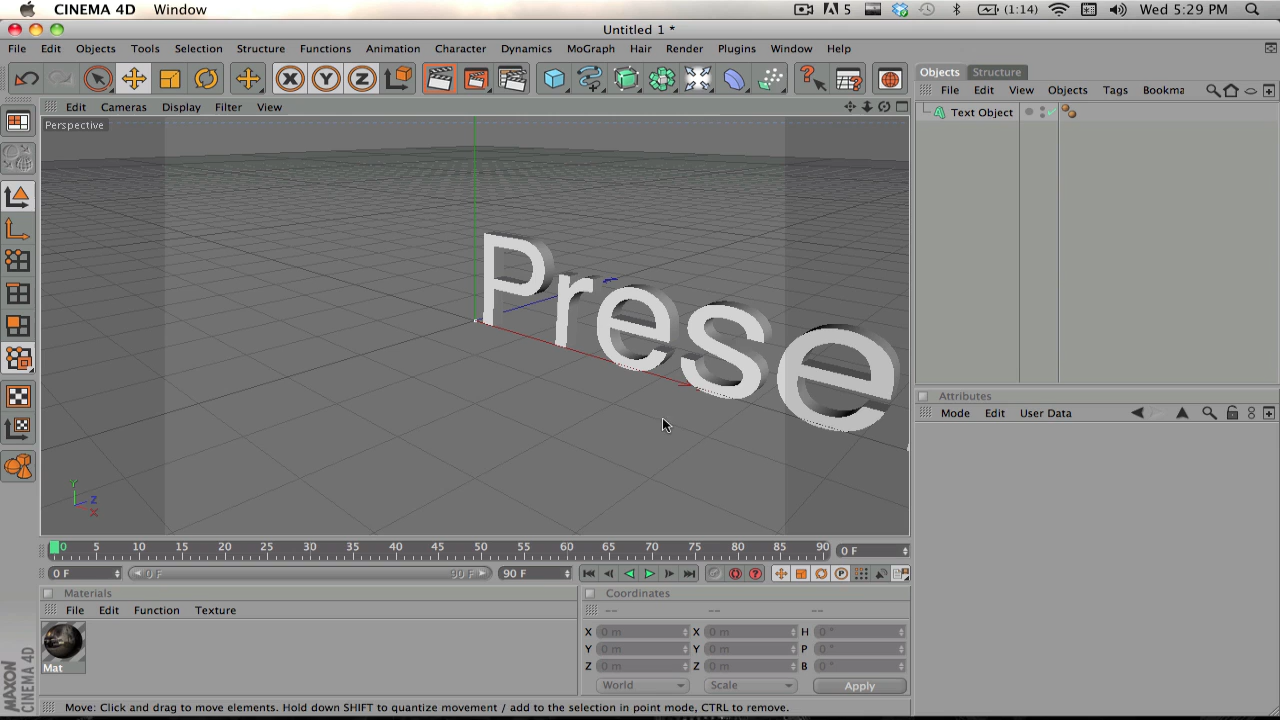 CINEMA 4D Window 5 (1:14) Wed 5:29 PM
Untitled 1 *
File Edit Objects Tools Selection Structure Functions Animation Character Dynamics MoGraph Hair Render Plugins Window Help
X Y Z
Objects Structure
File Edit View Objects Tags Bookma
Edit Cameras Display Filter View
Text Object
Perspective
Prese
Y
Z
X
Attributes
Mode Edit User Data
0 5 10 15 20 25 30 35 40 45 50 55 60 65 70 75 80 85 90 0 F
0 F 0 F 90 F 90 F P
Materials
File Edit Function Texture
Mat
Coordinates
-- -- --
X 0 m X 0 m H 0 °
Y 0 m Y 0 m P 0 °
Z 0 m Z 0 m B 0 °
World Scale Apply
MAXON
CINEMA 4D
Move: Click and drag to move elements. Hold down SHIFT to quantize movement / add to the selection in point mode, CTRL to remove.